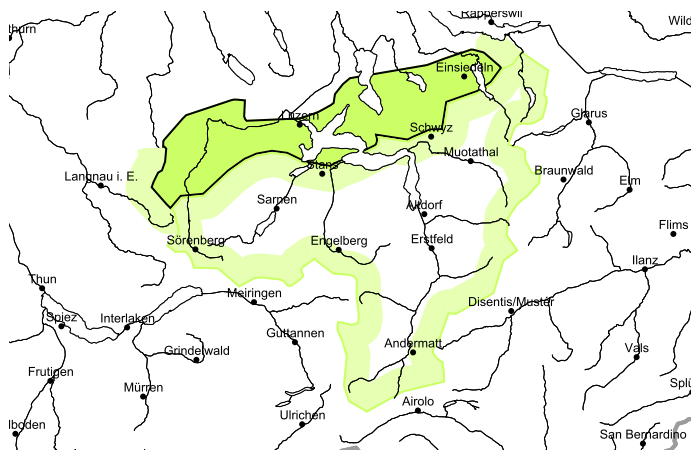 Rapperswil
Wild
thurn
Einsiedeln
Luzern
Glarus
Schwyz
Muotathal
Stans
Braunwald
Langnau i. E.
Elm
Sarnen
Altdorf
Flims
Sörenberg
Engelberg
Erstfeld
Ilanz
Thun
Meiringen
Disentis/Muster
Spiez
Interlaken
Guttannen
Andermatt
Vals
Grindelwald
Frutigen
Mürren
Splü
Airolo
Ulrichen
lboden
San Bernardino